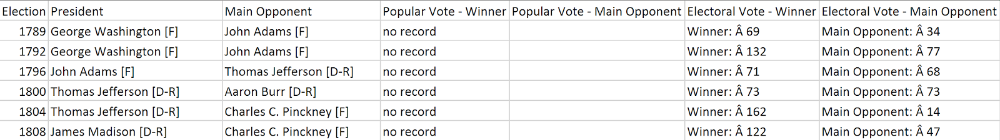 Election President Main Opponent Popular Vote - Winner Popular Vote - Main Opponent Electoral Vote - Winner Electoral Vote - Main Opponent
1789 George Washington [F] John Adams [F] no record Winner: Â 69 Main Opponent: Â 34
1792 George Washington [F] John Adams [F] no record Winner: Â 132 Main Opponent: Â 77
1796 John Adams [F] Thomas Jefferson [D-R] no record Winner: Â 71 Main Opponent: Â 68
1800 Thomas Jefferson [D-R] Aaron Burr [D-R] no record Winner: Â 73 Main Opponent: Â 73
1804 Thomas Jefferson [D-R] Charles C. Pinckney [F] no record Winner: Â 162 Main Opponent: Â 14
1808 James Madison [D-R] Charles C. Pinckney [F] no record Winner: Â 122 Main Opponent: Â 47